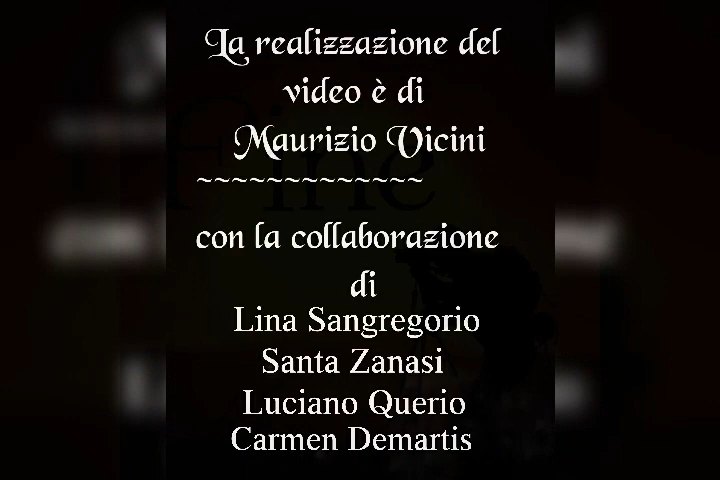 La realizzazione del
video è di
Maurizio Vicini
~~~~~~~~~~~~~
con la collaborazione
di
Lina Sangregorio
Santa Zanasi
Luciano Querio
Carmen Demartis
Fine